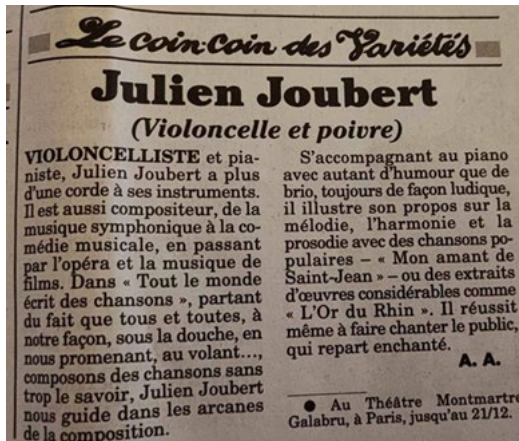 Le coin-coin des Variétés
Julien Joubert
(Violoncelle et poivre)
VIOLONCELLISTE et pia-
niste, Julien Joubert a plus
d'une corde à ses instruments.
Il est aussi compositeur, de la
musique symphonique à la co-
médie musicale, en passant
par l'opéra et la musique de
films. Dans « Tout le monde
écrit des chansons », partant
du fait que tous et toutes, à
notre façon, sous la douche, en
nous promenant, au volant...,
composons des chansons sans
trop le savoir, Julien Joubert
nous guide dans les arcanes
de la composition.
S'accompagnant au piano
avec autant d'humour que de
brio, toujours de façon ludique,
il illustre son propos sur la
mélodie, l'harmonie et la
prosodie avec des chansons po-
pulaires – « Mon amant de
Saint-Jean » – ou des extraits
d'œuvres considérables comme
« L'Or du Rhin ». Il réussit
même à faire chanter le public,
qui repart enchanté.
A. A.
● Au Théâtre Montmartre
Galabru, à Paris, jusqu'au 21/12.